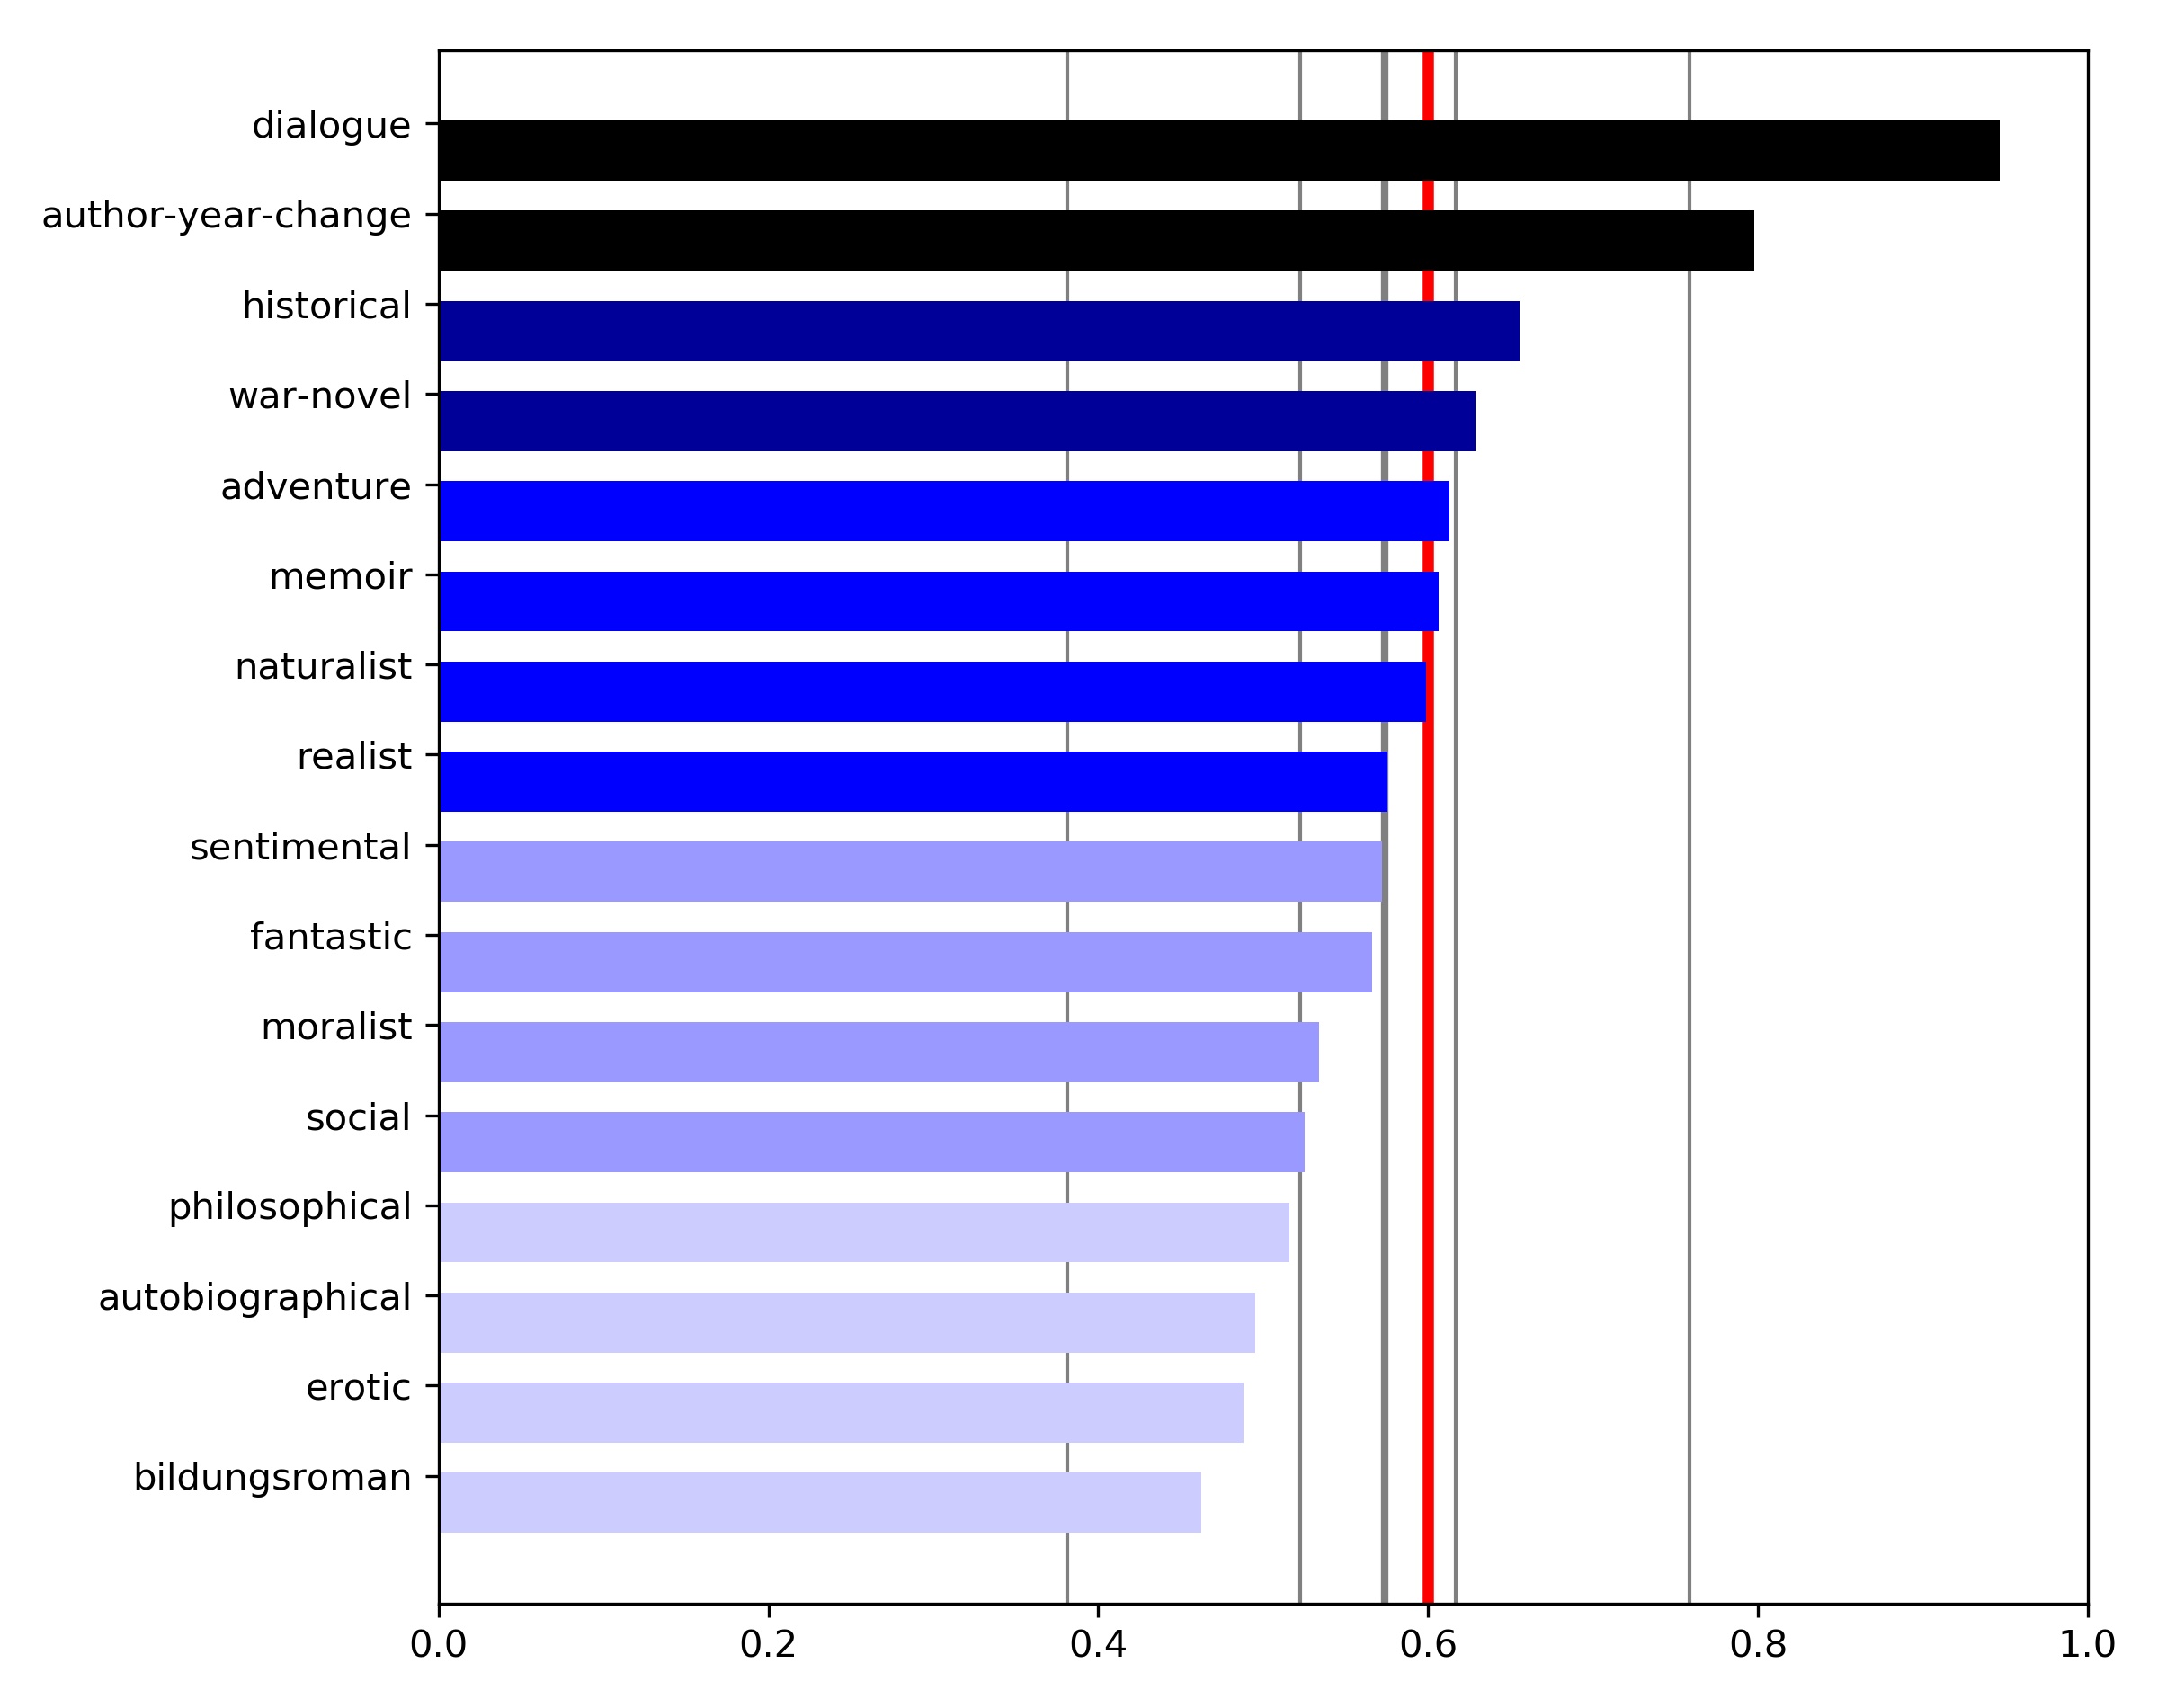 dialogue
author-year-change
historical
war-novel
adventure
memoir
naturalist
realist
sentimental
fantastic
moralist
social
philosophical
autobiographical
erotic
bildungsroman
0.0 0.2 0.4 0.6 0.8 1.0